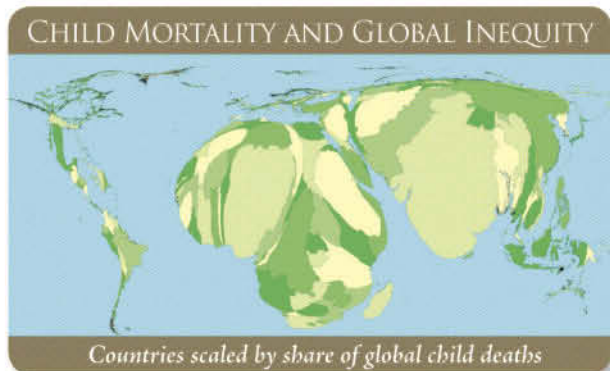 CHILD MORTALITY AND GLOBAL INEQUITY
Countries scaled by share of global child deaths